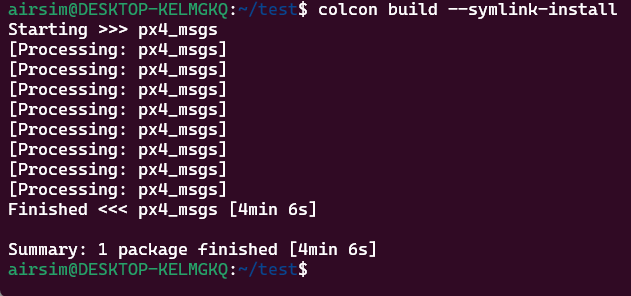 airsim@DESKTOP-KELMGKQ:~/test$ colcon build --symlink-install
Starting >>> px4_msgs
[Processing: px4_msgs]
[Processing: px4_msgs]
[Processing: px4_msgs]
[Processing: px4_msgs]
[Processing: px4_msgs]
[Processing: px4_msgs]
[Processing: px4_msgs]
[Processing: px4_msgs]
Finished <<< px4_msgs [4min 6s]

Summary: 1 package finished [4min 6s]
airsim@DESKTOP-KELMGKQ:~/test$